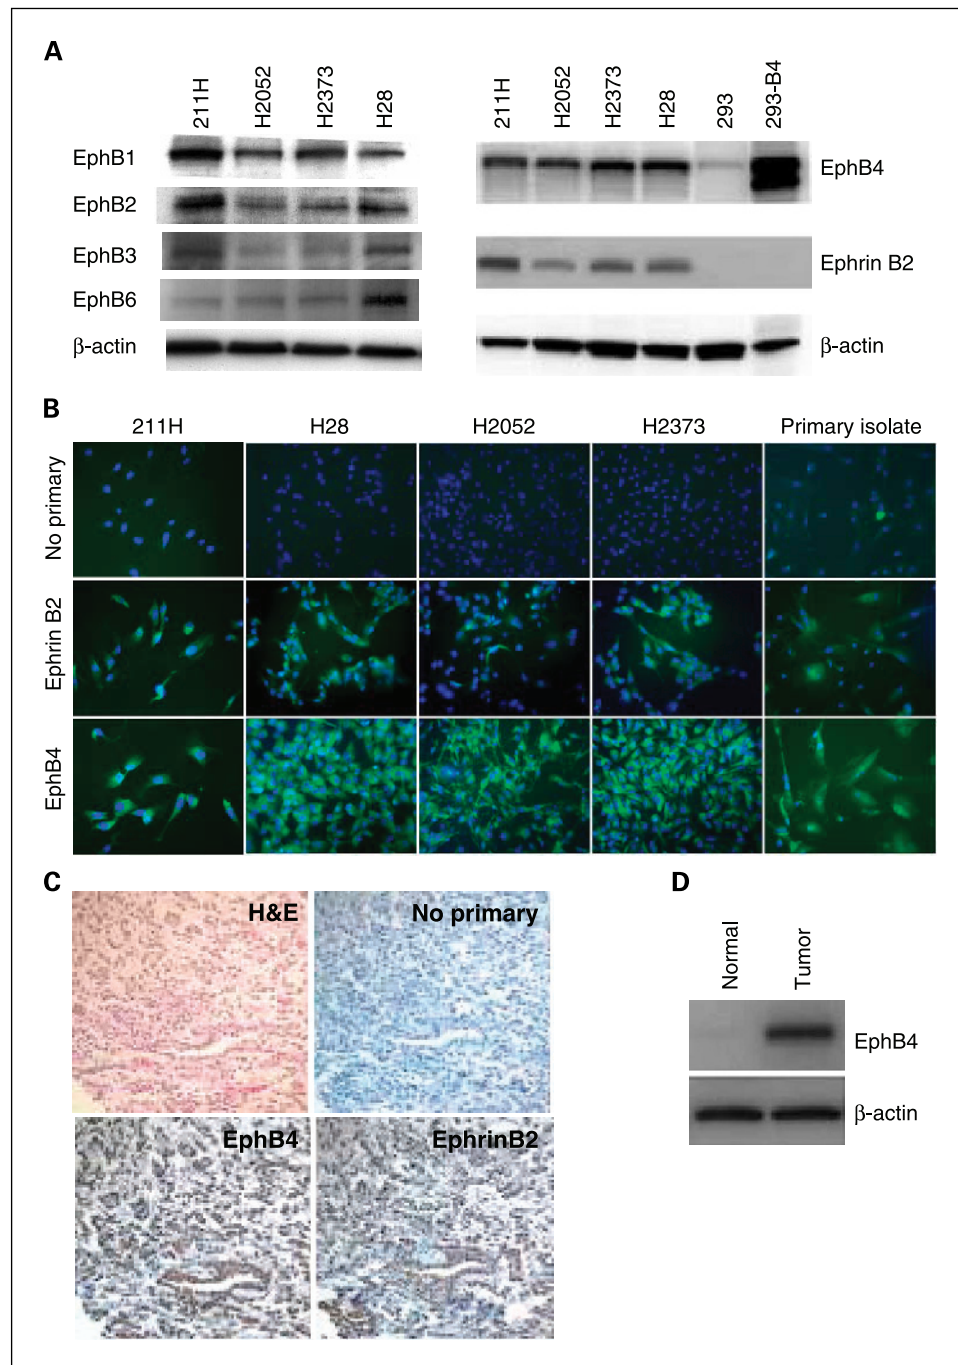 A
211H H2052 H2373 H28
EphB1
EphB2
EphB3
EphB6
β-actin
211H H2052 H2373 H28 293 293-B4
EphB4
Ephrin B2
β-actin
B
211H H28 H2052 H2373 Primary isolate
No primary
Ephrin B2
EphB4
C
H&E No primary
EphB4 EphrinB2
D
Normal Tumor
EphB4
β-actin